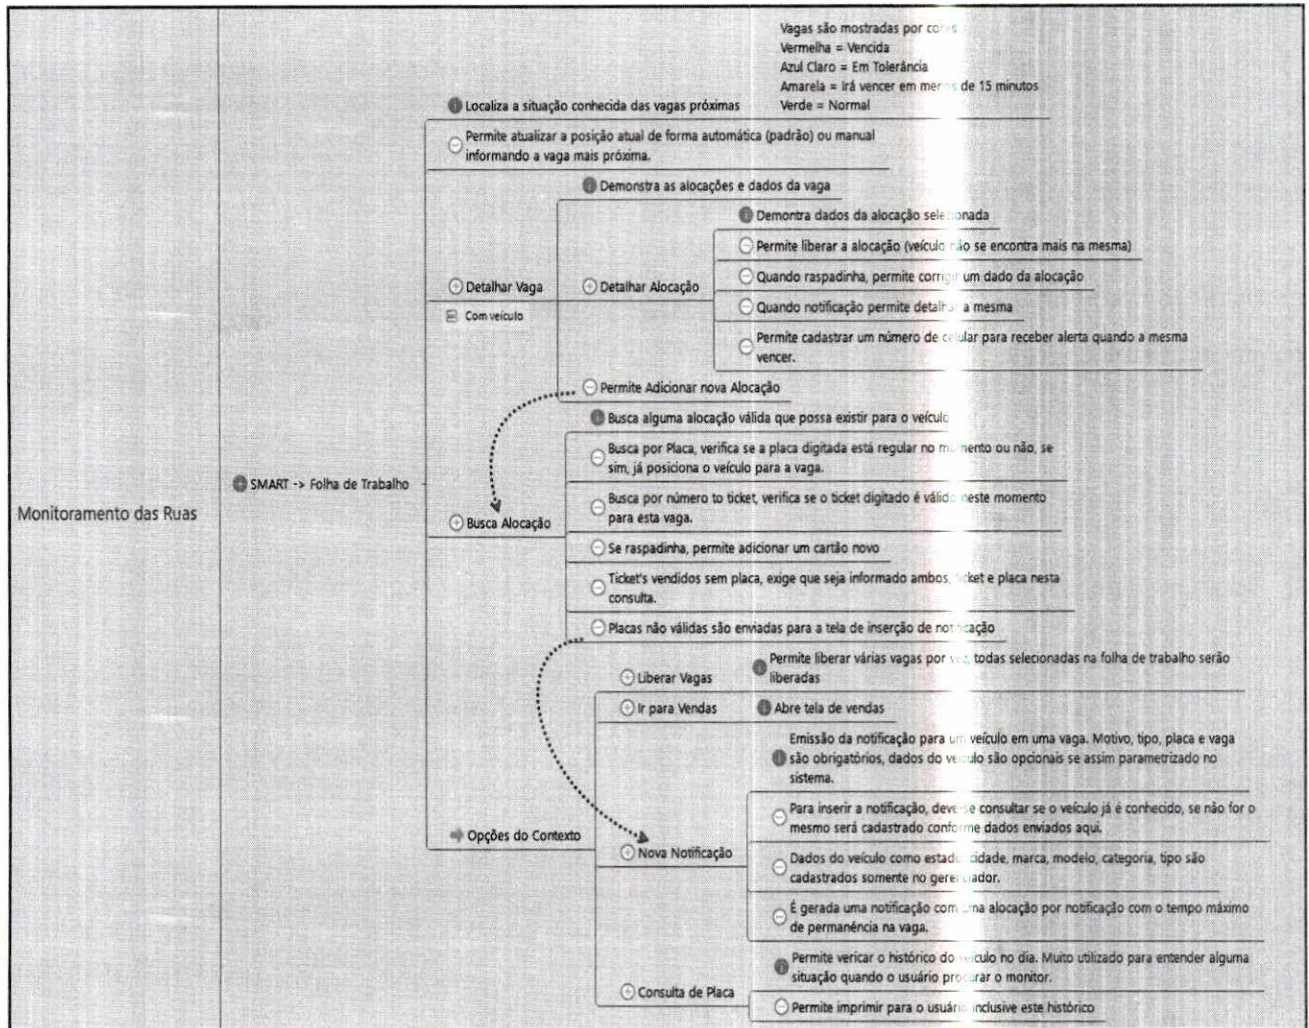 Vagas são mostradas por cores
Vermelha = Vencida
Azul Claro = Em Tolerância
Amarela = Irá vencer em menos de 15 minutos
Verde = Normal
Localiza a situação conhecida das vagas próximas
Permite atualizar a posição atual de forma automática (padrão) ou manual
informando a vaga mais próxima.
Demonstra as alocações e dados da vaga
Demontra dados da alocação selecionada
Permite liberar a alocação (veículo não se encontra mais na mesma)
Detalhar Vaga
Detalhar Alocação
Quando raspadinha, permite corrigir um dado da alocação
Com veículo
Quando notificação permite detalhar a mesma
Permite cadastrar um número de celular para receber alerta quando a mesma
vencer.
Permite Adicionar nova Alocação
Busca alguma alocação válida que possa existir para o veículo
Busca por Placa, verifica se a placa digitada está regular no momento ou não, se
sim, já posiciona o veículo para a vaga.
SMART -> Folha de Trabalho
Monitoramento das Ruas
Busca Alocação
Busca por número to ticket, verifica se o ticket digitado é válido neste momento
para esta vaga.
Se raspadinha, permite adicionar um cartão novo
Ticket's vendidos sem placa, exige que seja informado ambos, ticket e placa nesta
consulta.
Placas não válidas são enviadas para a tela de inserção de notificação
Liberar Vagas
Permite liberar várias vagas por vez, todas selecionadas na folha de trabalho serão
liberadas
Ir para Vendas
Abre tela de vendas
Emissão da notificação para um veículo em uma vaga. Motivo, tipo, placa e vaga
são obrigatórios, dados do veículo são opcionais se assim parametrizado no
sistema.
Para inserir a notificação, deve-se consultar se o veículo já é conhecido, se não for o
mesmo será cadastrado conforme dados enviados aqui.
Opções do Contexto
Nova Notificação
Dados do veículo como estado, cidade, marca, modelo, categoria, tipo são
cadastrados somente no gerenciador.
É gerada uma notificação com uma alocação por notificação com o tempo máximo
de permanência na vaga.
Permite vericar o histórico do veículo no dia. Muito utilizado para entender alguma
situação quando o usuário procurar o monitor.
Consulta de Placa
Permite imprimir para o usuário inclusive este histórico